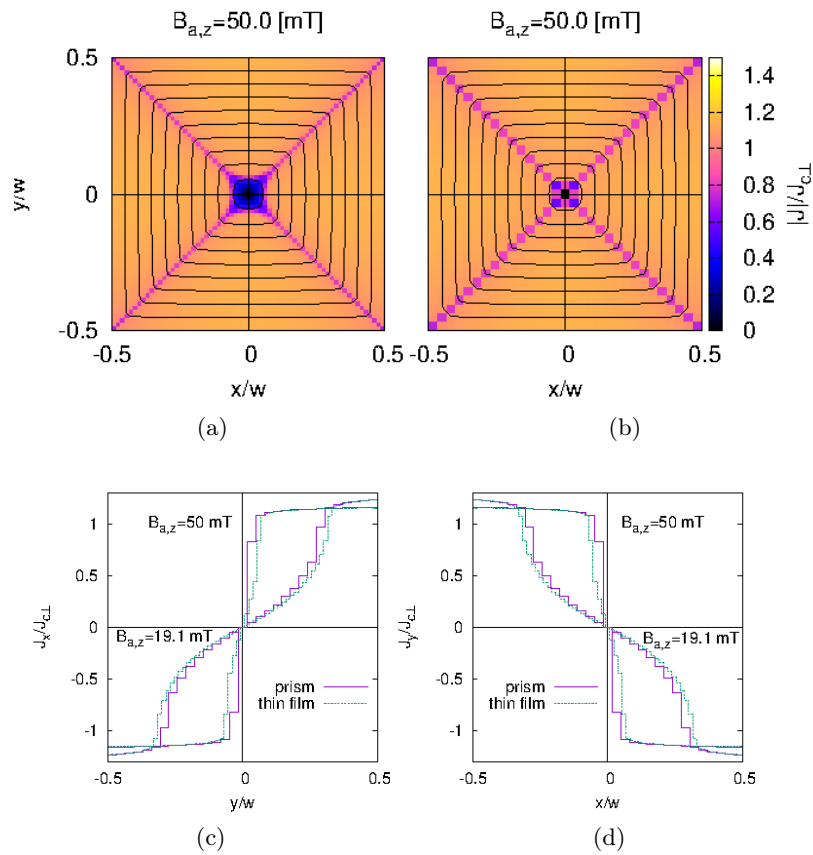 B_{a,z}=50.0 [mT]
B_{a,z}=50.0 [mT]
0.5
0
-0.5
y/w
-0.5
0
0.5
x/w
(a)
-0.5
0
0.5
x/w
(b)
1.4
1.2
1
0.8
0.6
0.4
0.2
0
|J|/J_{c⊥}
1
0.5
0
-0.5
-1
J_x/J_{c⊥}
B_{a,z}=50 mT
B_{a,z}=19.1 mT
prism
thin film
-0.5
0
0.5
y/w
(c)
1
0.5
0
-0.5
-1
J_y/J_{c⊥}
B_{a,z}=50 mT
B_{a,z}=19.1 mT
prism
thin film
-0.5
0
0.5
x/w
(d)